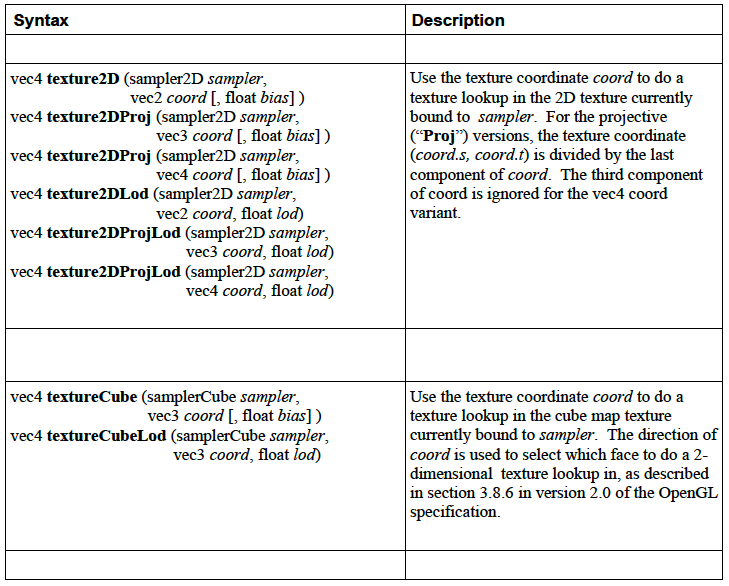 Syntax
Description
vec4 texture2D (sampler2D sampler,
vec2 coord [, float bias] )
vec4 texture2DProj (sampler2D sampler,
vec3 coord [, float bias] )
vec4 texture2DProj (sampler2D sampler,
vec4 coord [, float bias] )
vec4 texture2DLod (sampler2D sampler,
vec2 coord, float lod)
vec4 texture2DProjLod (sampler2D sampler,
vec3 coord, float lod)
vec4 texture2DProjLod (sampler2D sampler,
vec4 coord, float lod)
Use the texture coordinate coord to do a
texture lookup in the 2D texture currently
bound to sampler. For the projective
(“Proj”) versions, the texture coordinate
(coord.s, coord.t) is divided by the last
component of coord. The third component
of coord is ignored for the vec4 coord
variant.
vec4 textureCube (samplerCube sampler,
vec3 coord [, float bias] )
vec4 textureCubeLod (samplerCube sampler,
vec3 coord, float lod)
Use the texture coordinate coord to do a
texture lookup in the cube map texture
currently bound to sampler. The direction of
coord is used to select which face to do a 2-
dimensional texture lookup in, as described
in section 3.8.6 in version 2.0 of the OpenGL
specification.